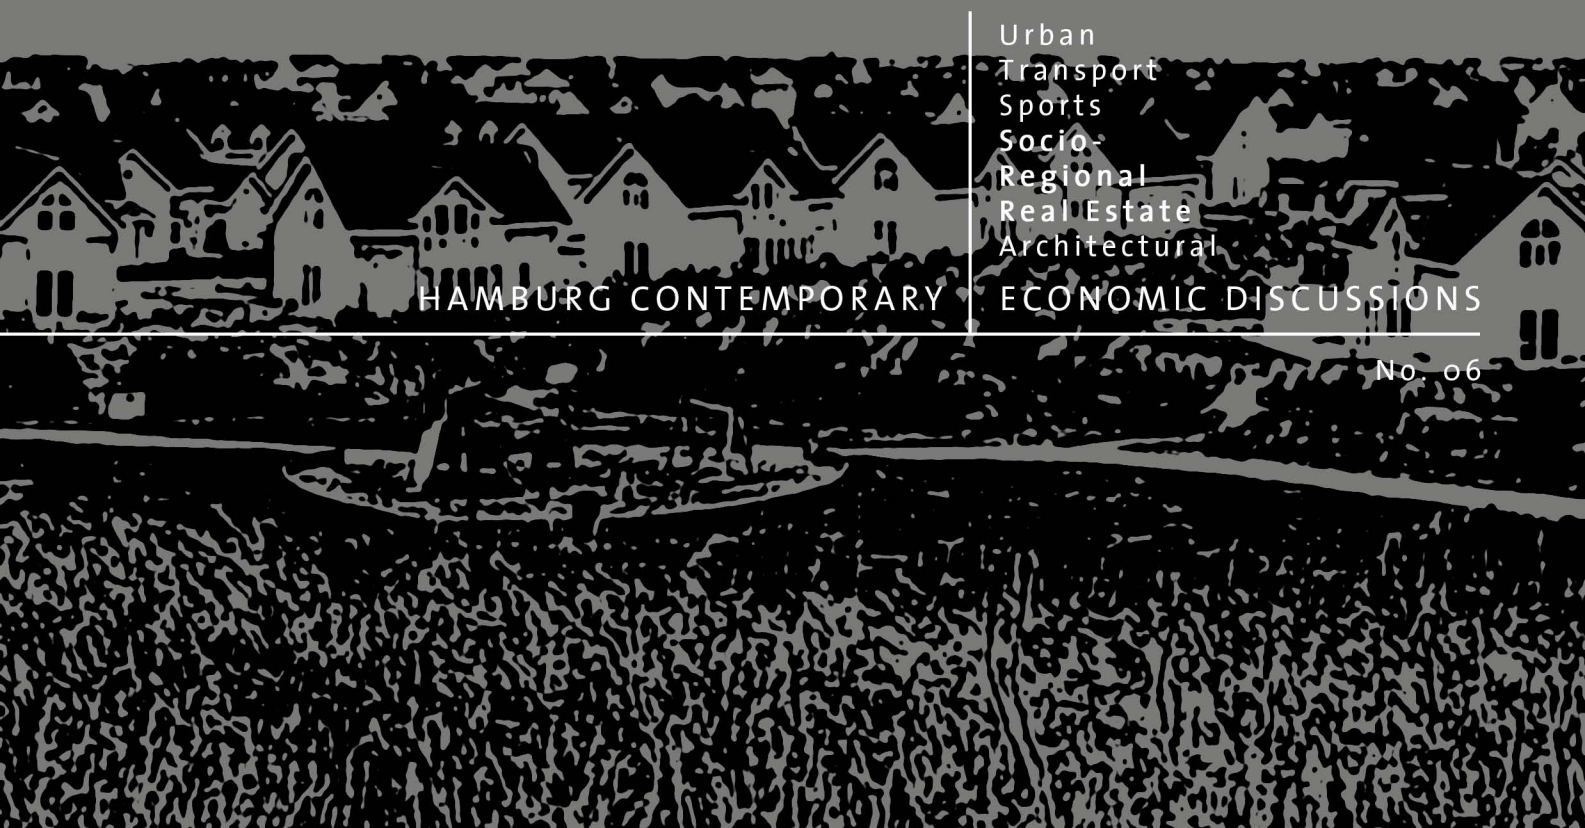 Urban
Transport
Sports
Socio-
Regional
Real Estate
Architectural
HAMBURG CONTEMPORARY ECONOMIC DISCUSSIONS
No. 06